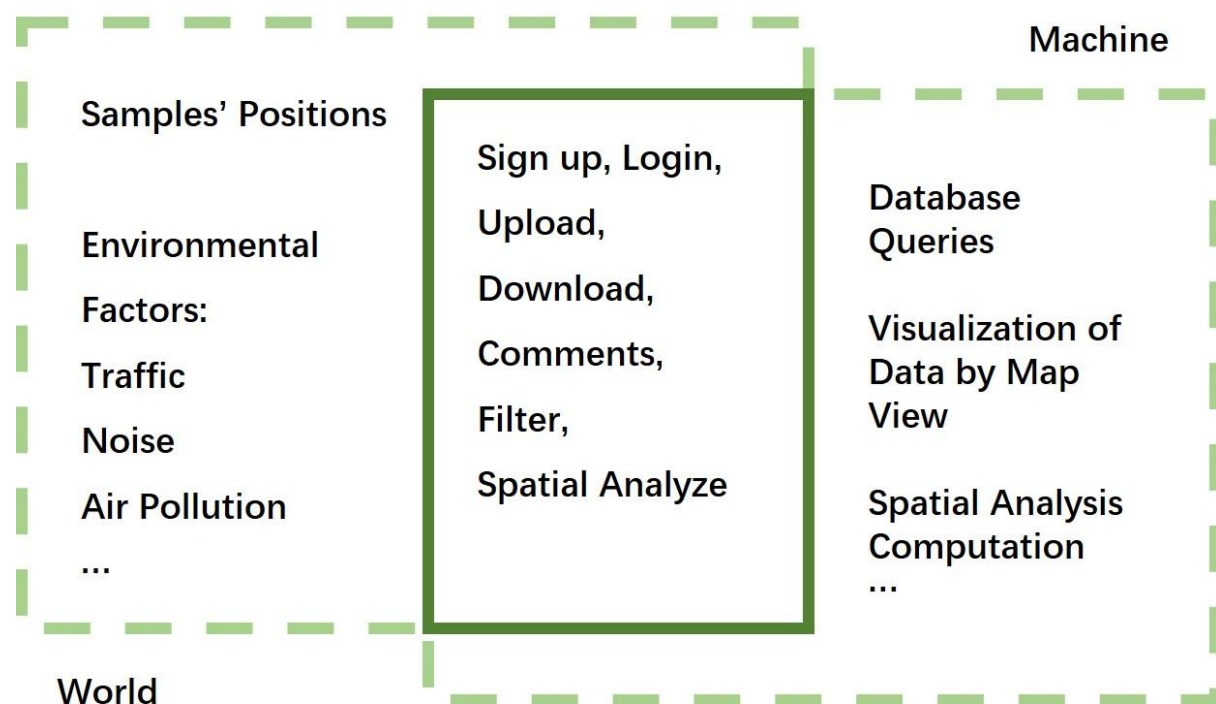 Machine
Samples’ Positions
Environmental
Factors:
Traffic
Noise
Air Pollution
...
Sign up, Login,
Upload,
Download,
Comments,
Filter,
Spatial Analyze
Database
Queries
Visualization of
Data by Map
View
Spatial Analysis
Computation
...
World